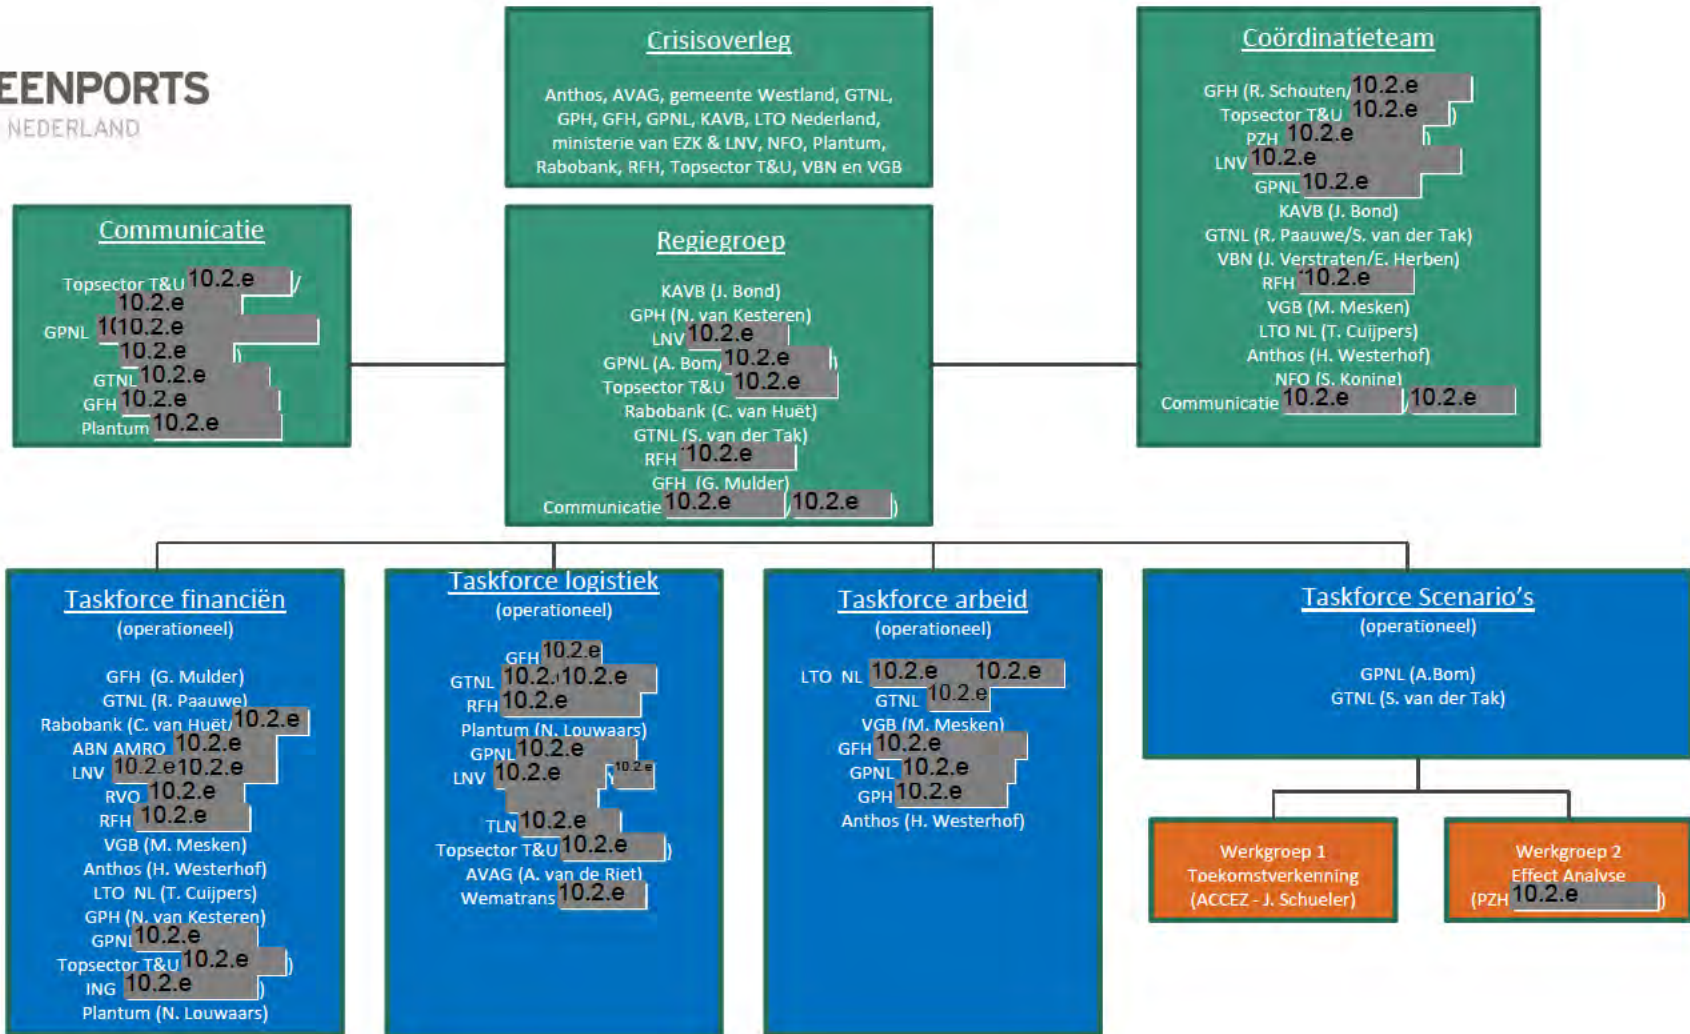 EENPORTS
NEDERLAND
Crisisoverleg
Anthos, AVAG, gemeente Westland, GTNL,
GPH, GFH, GPNL, KAVB, LTO Nederland,
ministerie van EZK & LNV, NFO, Plantum,
Rabobank, RFH, Topsector T&U, VBN en VGB
Coördinatieteam
GFH (R. Schouten/ 10.2.e
Topsector T&U 10.2.e )
PZH 10.2.e )
LNV 10.2.e
GPNL 10.2.e
KAVB (J. Bond)
GTNL (R. Paauwe/S. van der Tak)
VBN (J. Verstraten/E. Herben)
RFH 10.2.e
VGB (M. Mesken)
LTO NL (T. Cuijpers)
Anthos (H. Westerhof)
NFO (S. Koning)
Communicatie 10.2.e / 10.2.e
Communicatie
Topsector T&U 10.2.e /
10.2.e
GPNL 10.2.e
10.2.e )
GTNL 10.2.e
GFH 10.2.e
Plantum 10.2.e
Regiegroep
KAVB (J. Bond)
GPH (N. van Kesteren)
LNV 10.2.e
GPNL (A. Bom/ 10.2.e )
Topsector T&U 10.2.e
Rabobank (C. van Huët)
GTNL (S. van der Tak)
RFH 10.2.e
GFH (G. Mulder)
Communicatie 10.2.e / 10.2.e )
Taskforce financiën
(operationeel)
GFH (G. Mulder)
GTNL (R. Paauwe)
Rabobank (C. van Huët/ 10.2.e
ABN AMRO 10.2.e
LNV 10.2.e 10.2.e
RVO 10.2.e
RFH 10.2.e
VGB (M. Mesken)
Anthos (H. Westerhof)
LTO NL (T. Cuijpers)
GPH (N. van Kesteren)
GPNL 10.2.e
Topsector T&U 10.2.e )
ING 10.2.e )
Plantum (N. Louwaars)
Taskforce logistiek
(operationeel)
GFH 10.2.e
GTNL 10.2. 10.2.e
RFH 10.2.e
Plantum (N. Louwaars)
GPNL 10.2.e
LNV 10.2.e 10.2.e
TLN 10.2.e
Topsector T&U 10.2.e )
AVAG (A. van de Riet)
Wematrans 10.2.e
Taskforce arbeid
(operationeel)
LTO NL 10.2.e 10.2.e
GTNL 10.2.e
VGB (M. Mesken)
GFH 10.2.e
GPNL 10.2.e
GPH 10.2.e
Anthos (H. Westerhof)
Taskforce Scenario's
(operationeel)
GPNL (A.Bom)
GTNL (S. van der Tak)
Werkgroep 1
Toekomstverkenning
(ACCEZ - J. Schueler)
Werkgroep 2
Effect Analyse
(PZH 10.2.e )